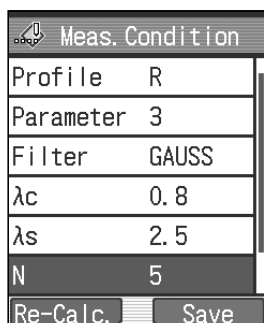 Meas. Condition
Profile R
Parameter 3
Filter GAUSS
λc 0.8
λs 2.5
N 5
Re-Calc. Save